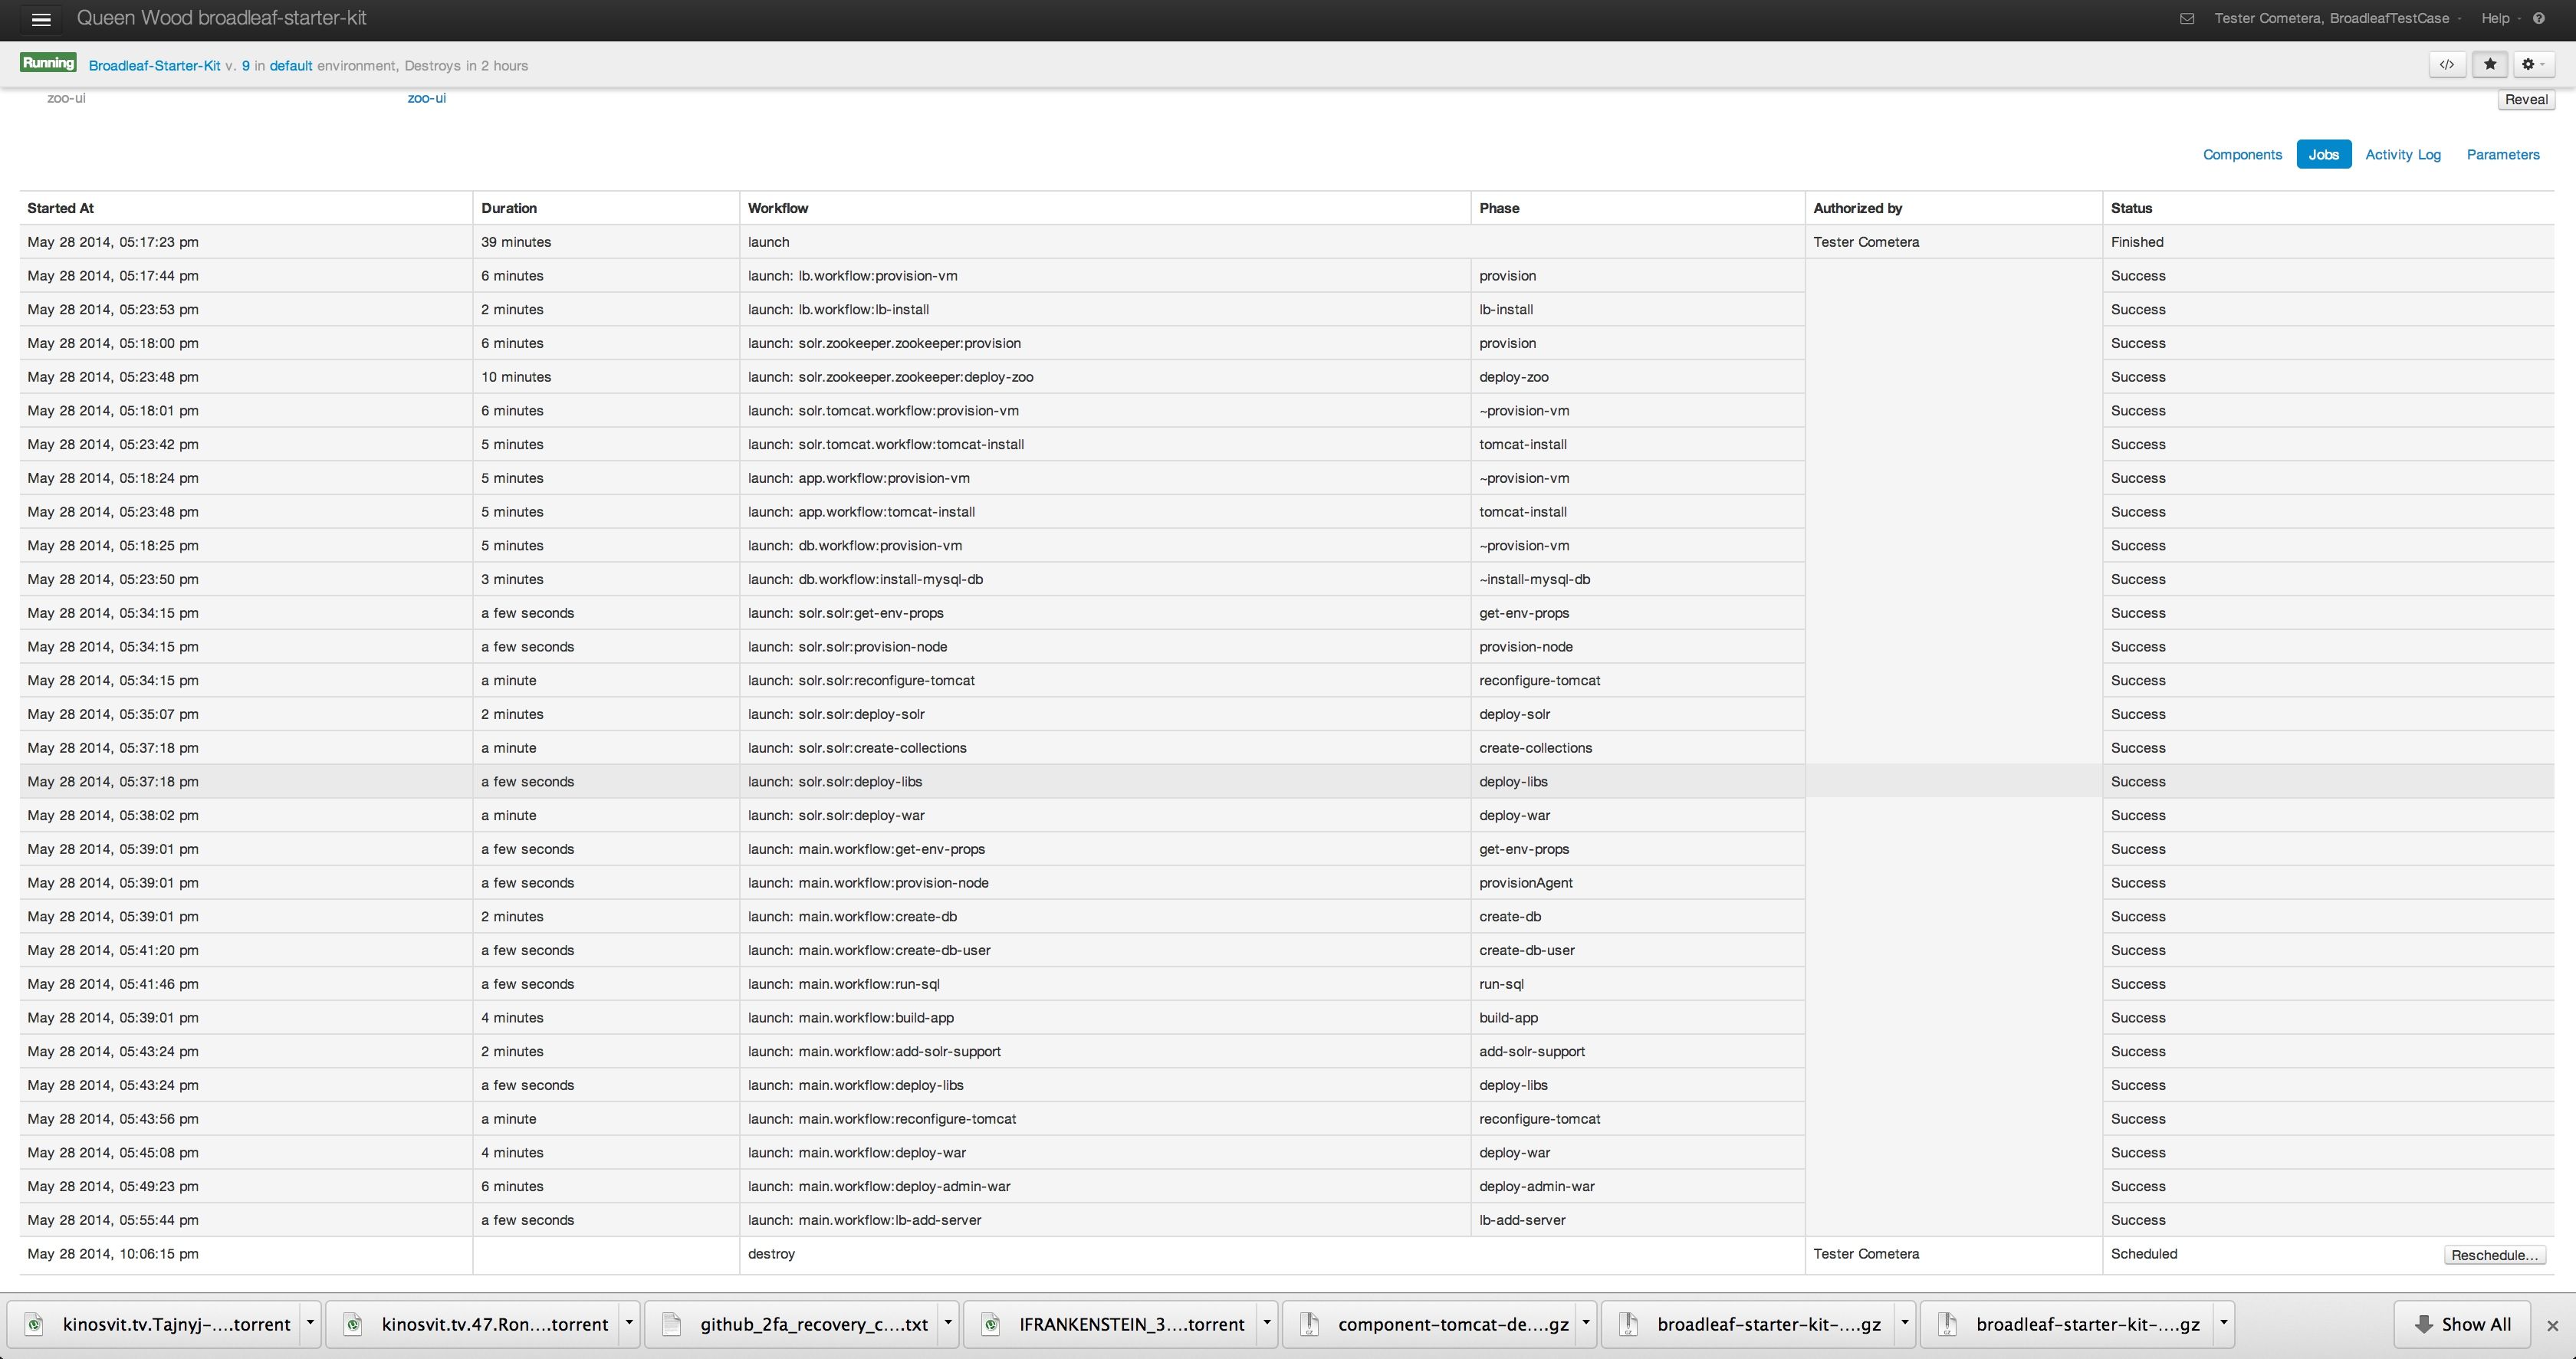 Queen Wood broadleaf-starter-kit Tester Cometera, BroadleafTestCase Help
Running Broadleaf-Starter-Kit v. 9 in default environment, Destroys in 2 hours </>
zoo-ui zoo-ui Reveal
Components Jobs Activity Log Parameters
Started At Duration Workflow Phase Authorized by Status
May 28 2014, 05:17:23 pm 39 minutes launch Tester Cometera Finished
May 28 2014, 05:17:44 pm 6 minutes launch: lb.workflow:provision-vm provision Success
May 28 2014, 05:23:53 pm 2 minutes launch: lb.workflow:lb-install lb-install Success
May 28 2014, 05:18:00 pm 6 minutes launch: solr.zookeeper.zookeeper:provision provision Success
May 28 2014, 05:23:48 pm 10 minutes launch: solr.zookeeper.zookeeper:deploy-zoo deploy-zoo Success
May 28 2014, 05:18:01 pm 6 minutes launch: solr.tomcat.workflow:provision-vm ~provision-vm Success
May 28 2014, 05:23:42 pm 5 minutes launch: solr.tomcat.workflow:tomcat-install tomcat-install Success
May 28 2014, 05:18:24 pm 5 minutes launch: app.workflow:provision-vm ~provision-vm Success
May 28 2014, 05:23:48 pm 5 minutes launch: app.workflow:tomcat-install tomcat-install Success
May 28 2014, 05:18:25 pm 5 minutes launch: db.workflow:provision-vm ~provision-vm Success
May 28 2014, 05:23:50 pm 3 minutes launch: db.workflow:install-mysql-db ~install-mysql-db Success
May 28 2014, 05:34:15 pm a few seconds launch: solr.solr:get-env-props get-env-props Success
May 28 2014, 05:34:15 pm a few seconds launch: solr.solr:provision-node provision-node Success
May 28 2014, 05:34:15 pm a minute launch: solr.solr:reconfigure-tomcat reconfigure-tomcat Success
May 28 2014, 05:35:07 pm 2 minutes launch: solr.solr:deploy-solr deploy-solr Success
May 28 2014, 05:37:18 pm a minute launch: solr.solr:create-collections create-collections Success
May 28 2014, 05:37:18 pm a few seconds launch: solr.solr:deploy-libs deploy-libs Success
May 28 2014, 05:38:02 pm a minute launch: solr.solr:deploy-war deploy-war Success
May 28 2014, 05:39:01 pm a few seconds launch: main.workflow:get-env-props get-env-props Success
May 28 2014, 05:39:01 pm a few seconds launch: main.workflow:provision-node provisionAgent Success
May 28 2014, 05:39:01 pm 2 minutes launch: main.workflow:create-db create-db Success
May 28 2014, 05:41:20 pm a few seconds launch: main.workflow:create-db-user create-db-user Success
May 28 2014, 05:41:46 pm a few seconds launch: main.workflow:run-sql run-sql Success
May 28 2014, 05:39:01 pm 4 minutes launch: main.workflow:build-app build-app Success
May 28 2014, 05:43:24 pm 2 minutes launch: main.workflow:add-solr-support add-solr-support Success
May 28 2014, 05:43:24 pm a few seconds launch: main.workflow:deploy-libs deploy-libs Success
May 28 2014, 05:43:56 pm a minute launch: main.workflow:reconfigure-tomcat reconfigure-tomcat Success
May 28 2014, 05:45:08 pm 4 minutes launch: main.workflow:deploy-war deploy-war Success
May 28 2014, 05:49:23 pm 6 minutes launch: main.workflow:deploy-admin-war deploy-admin-war Success
May 28 2014, 05:55:44 pm a few seconds launch: main.workflow:lb-add-server lb-add-server Success
May 28 2014, 10:06:15 pm destroy Tester Cometera Scheduled Reschedule...
kinosvit.tv.Tajnyj-....torrent kinosvit.tv.47.Ron....torrent github_2fa_recovery_c....txt IFRANKENSTEIN_3....torrent component-tomcat-de....gz broadleaf-starter-kit-....gz broadleaf-starter-kit-....gz Show All